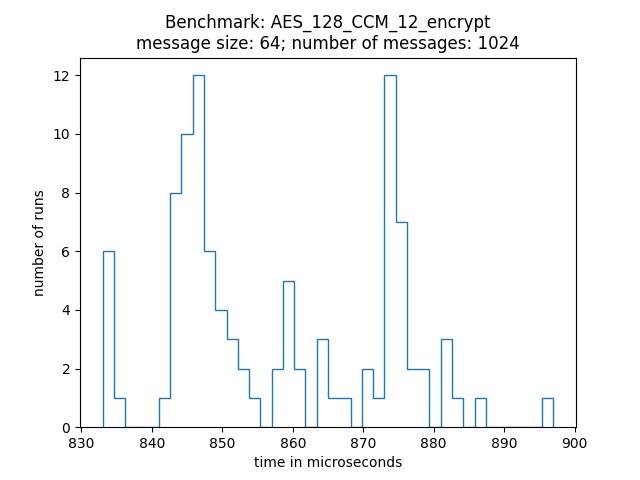 Benchmark: AES_128_CCM_12_encrypt
message size: 64; number of messages: 1024
12
10
8
6
4
2
0
number of runs
830 840 850 860 870 880 890 900
time in microseconds